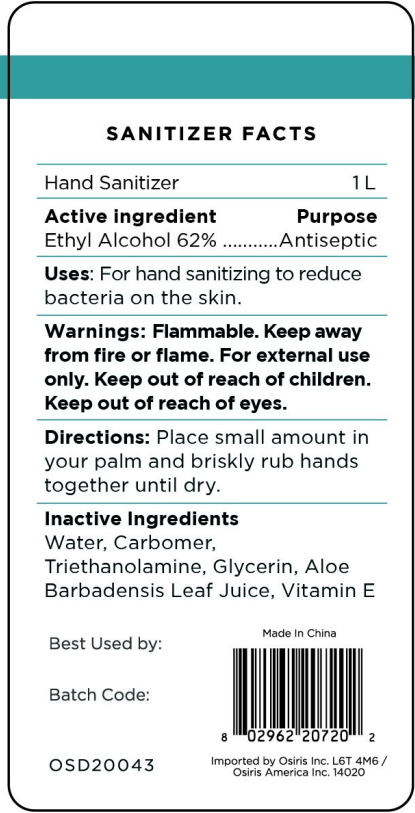 SANITIZER FACTS
Hand Sanitizer 1 L
Active ingredient Purpose
Ethyl Alcohol 62% ...........Antiseptic
Uses: For hand sanitizing to reduce
bacteria on the skin.
Warnings: Flammable. Keep away
from fire or flame. For external use
only. Keep out of reach of children.
Keep out of reach of eyes.
Directions: Place small amount in
your palm and briskly rub hands
together until dry.
Inactive Ingredients
Water, Carbomer,
Triethanolamine, Glycerin, Aloe
Barbadensis Leaf Juice, Vitamin E
Best Used by:
Batch Code:
OSD20043
Made In China
8 02962 20720 2
Imported by Osiris Inc. L6T 4M6 /
Osiris America Inc. 14020